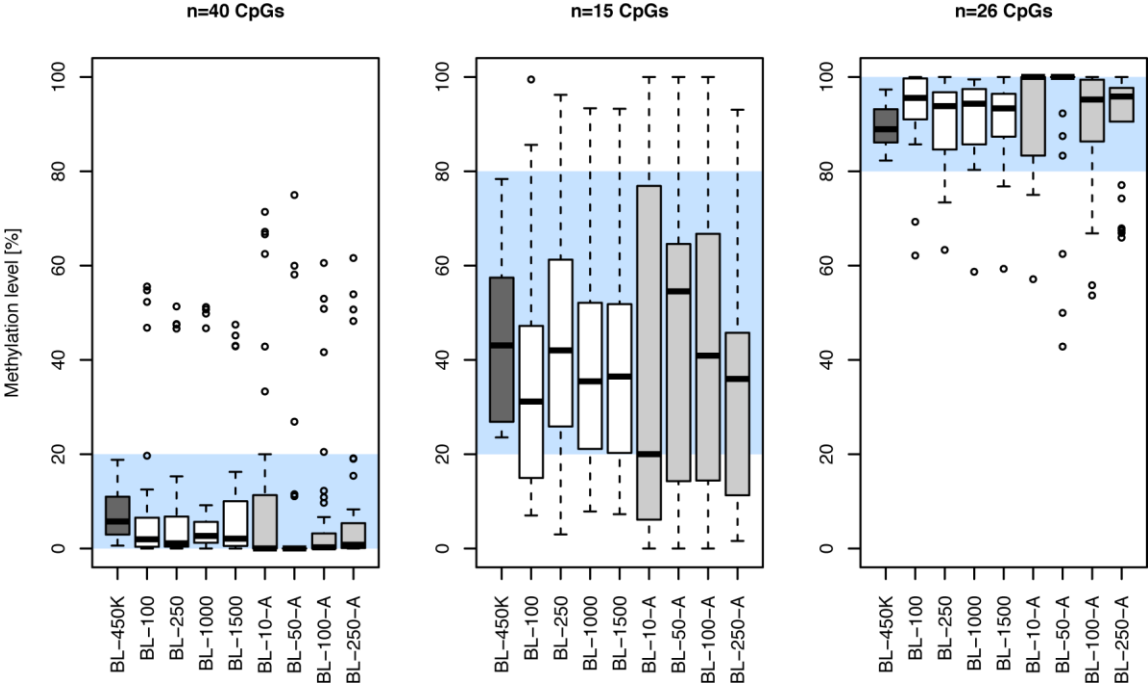 n=40 CpGs
n=15 CpGs
n=26 CpGs
Methylation level [%]
100
80
60
40
20
0
BL−450K
BL−100
BL−250
BL−1000
BL−1500
BL−10−A
BL−50−A
BL−100−A
BL−250−A
100
80
60
40
20
0
BL−450K
BL−100
BL−250
BL−1000
BL−1500
BL−10−A
BL−50−A
BL−100−A
BL−250−A
100
80
60
40
20
0
BL−450K
BL−100
BL−250
BL−1000
BL−1500
BL−10−A
BL−50−A
BL−100−A
BL−250−A